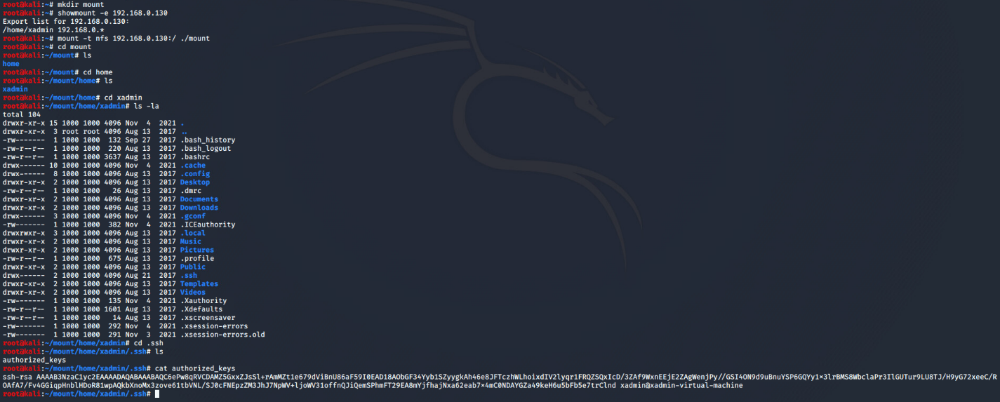 root@kali:~# mkdir mount
root@kali:~# showmount -e 192.168.0.130
Export list for 192.168.0.130:
/home/xadmin 192.168.0.*
root@kali:~# mount -t nfs 192.168.0.130:/ ./mount
root@kali:~# cd mount
root@kali:~/mount# ls
home
root@kali:~/mount# cd home
root@kali:~/mount/home# ls
xadmin
root@kali:~/mount/home# cd xadmin
root@kali:~/mount/home/xadmin# ls -la
total 104
drwxr-xr-x 15 1000 1000 4096 Nov  4  2021 .
drwxr-xr-x  3 root root 4096 Aug 13  2017 ..
-rw-------  1 1000 1000  132 Sep 27  2017 .bash_history
-rw-r--r--  1 1000 1000  220 Aug 13  2017 .bash_logout
-rw-r--r--  1 1000 1000 3637 Aug 13  2017 .bashrc
drwx------ 10 1000 1000 4096 Nov  4  2021 .cache
drwx------  8 1000 1000 4096 Aug 13  2017 .config
drwxr-xr-x  2 1000 1000 4096 Aug 13  2017 Desktop
-rw-r--r--  1 1000 1000   26 Aug 13  2017 .dmrc
drwxr-xr-x  2 1000 1000 4096 Aug 13  2017 Documents
drwxr-xr-x  2 1000 1000 4096 Aug 13  2017 Downloads
drwx------  3 1000 1000 4096 Nov  4  2021 .gconf
-rw-------  1 1000 1000  382 Nov  4  2021 .ICEauthority
drwxrwxr-x  3 1000 1000 4096 Aug 13  2017 .local
drwxr-xr-x  2 1000 1000 4096 Aug 13  2017 Music
drwxr-xr-x  2 1000 1000 4096 Aug 13  2017 Pictures
-rw-r--r--  1 1000 1000  675 Aug 13  2017 .profile
drwxr-xr-x  2 1000 1000 4096 Aug 13  2017 Public
drwx------  2 1000 1000 4096 Aug 21  2017 .ssh
drwxr-xr-x  2 1000 1000 4096 Aug 13  2017 Templates
drwxr-xr-x  2 1000 1000 4096 Aug 13  2017 Videos
-rw-------  1 1000 1000  135 Nov  4  2021 .Xauthority
-rw-r--r--  1 1000 1000 1601 Aug 13  2017 .Xdefaults
-rw-r--r--  1 1000 1000   14 Aug 13  2017 .xscreensaver
-rw-------  1 1000 1000  292 Nov  4  2021 .xsession-errors
-rw-------  1 1000 1000  291 Nov  3  2021 .xsession-errors.old
root@kali:~/mount/home/xadmin# cd .ssh
root@kali:~/mount/home/xadmin/.ssh# ls
authorized_keys
root@kali:~/mount/home/xadmin/.ssh# cat authorized_keys
ssh-rsa
xadmin@xadmin-virtual-machine
root@kali:~/mount/home/xadmin/.ssh#